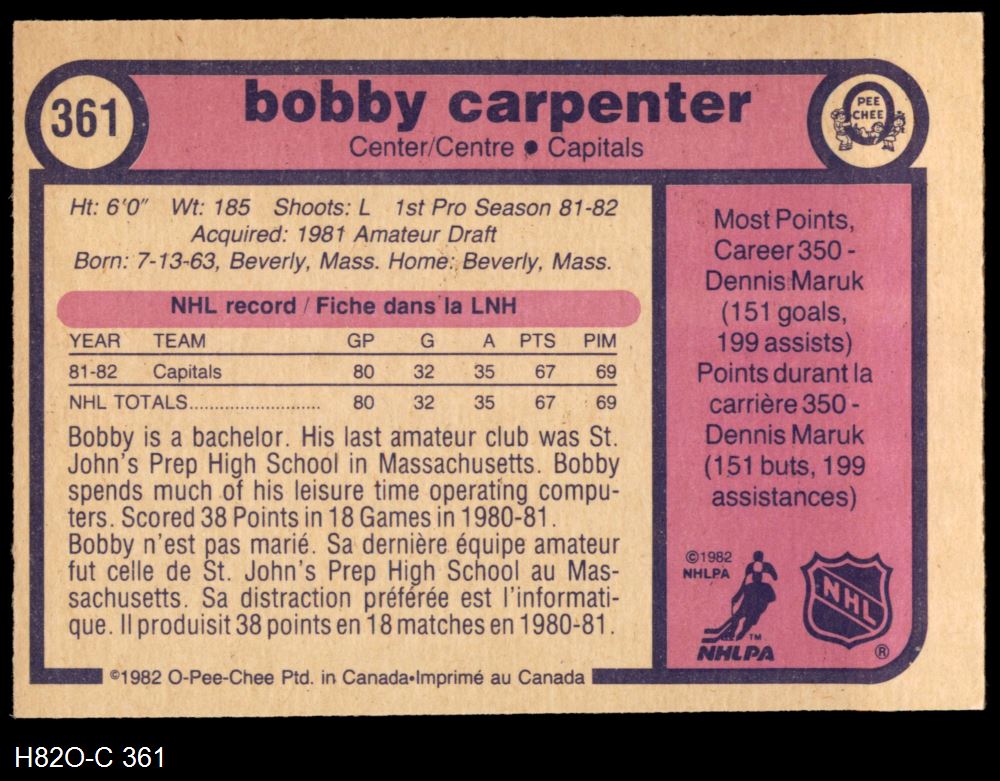 361
bobby carpenter
Center/Centre • Capitals
PEE
CHEE
Ht: 6'0" Wt: 185 Shoots: L 1st Pro Season 81-82
Acquired: 1981 Amateur Draft
Born: 7-13-63, Beverly, Mass. Home: Beverly, Mass.
NHL record / Fiche dans la LNH
YEAR TEAM GP G A PTS PIM
81-82 Capitals 80 32 35 67 69
NHL TOTALS.......................... 80 32 35 67 69
Bobby is a bachelor. His last amateur club was St.
John's Prep High School in Massachusetts. Bobby
spends much of his leisure time operating compu-
ters. Scored 38 Points in 18 Games in 1980-81.
Bobby n'est pas marié. Sa dernière équipe amateur
fut celle de St. John's Prep High School au Mas-
sachusetts. Sa distraction préférée est l'informati-
que. Il produisit 38 points en 18 matches en 1980-81.
Most Points,
Career 350 -
Dennis Maruk
(151 goals,
199 assists)
Points durant la
carrière 350 -
Dennis Maruk
(151 buts, 199
assistances)
©1982
NHLPA
TM
NHLPA
NHL
®
©1982 O-Pee-Chee Ptd. in Canada•Imprimé au Canada
H82O-C 361